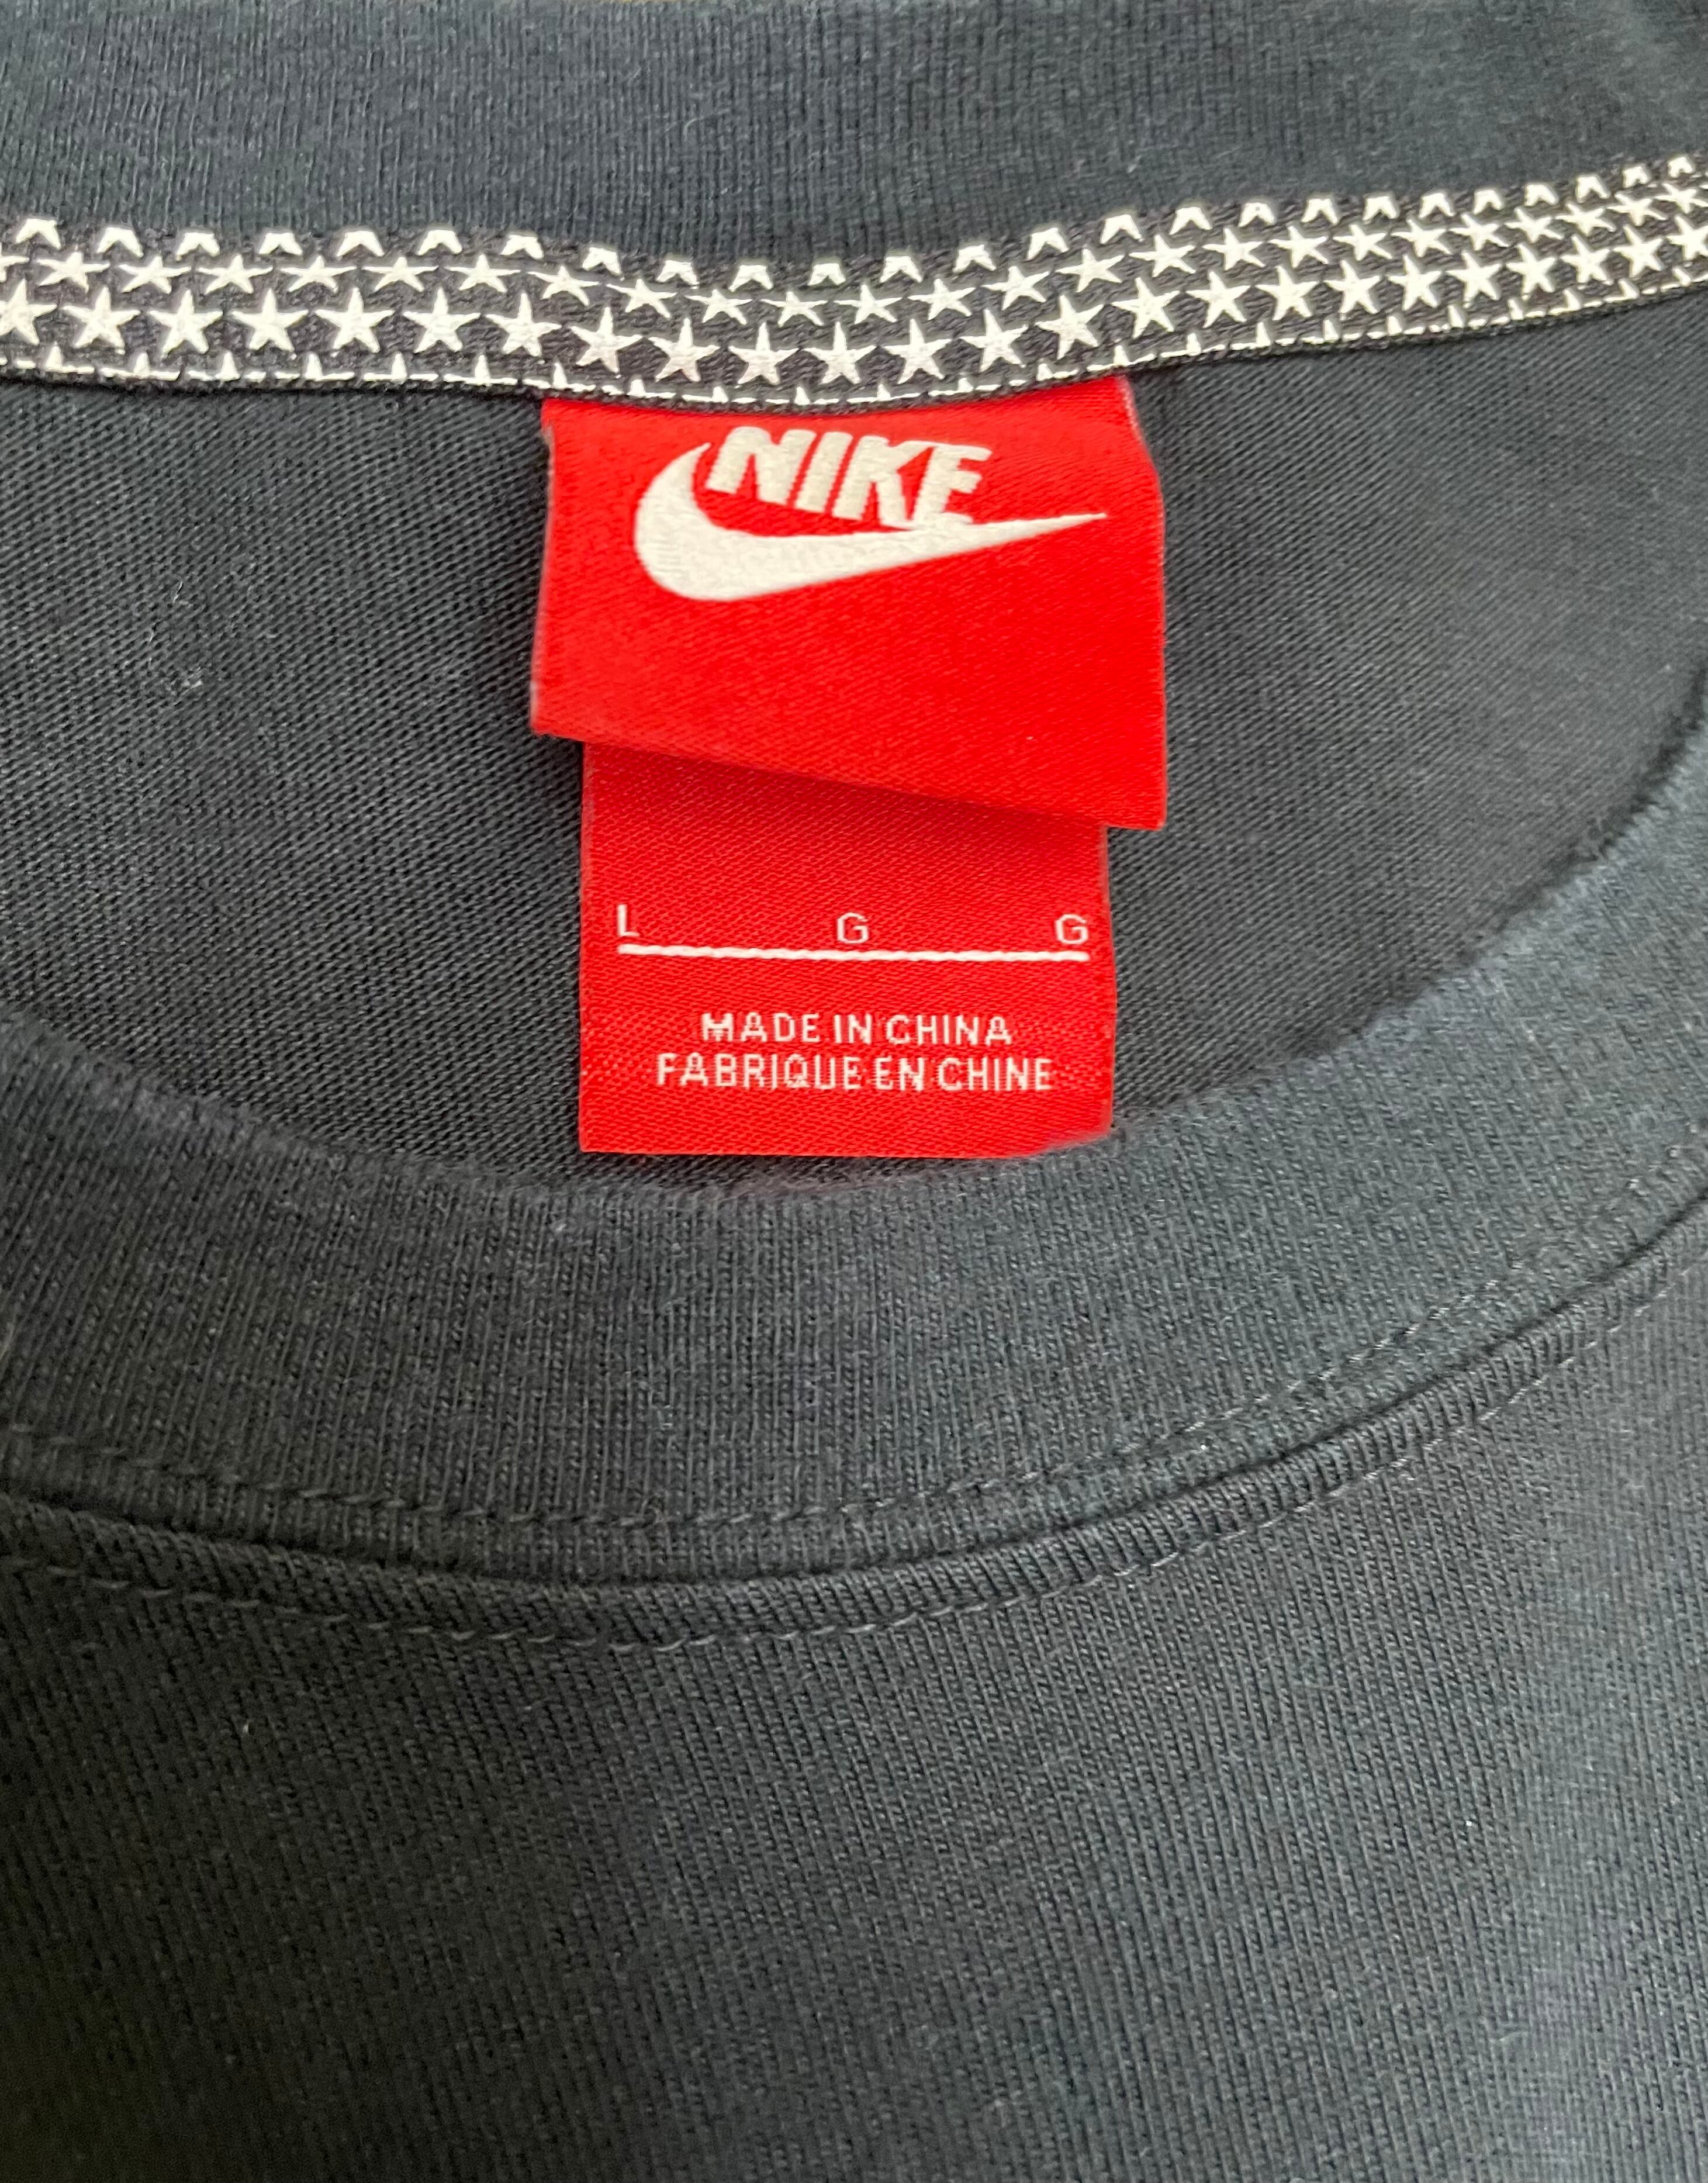 NIKE
L G G
MADE IN CHINA
FABRIQUE EN CHINE